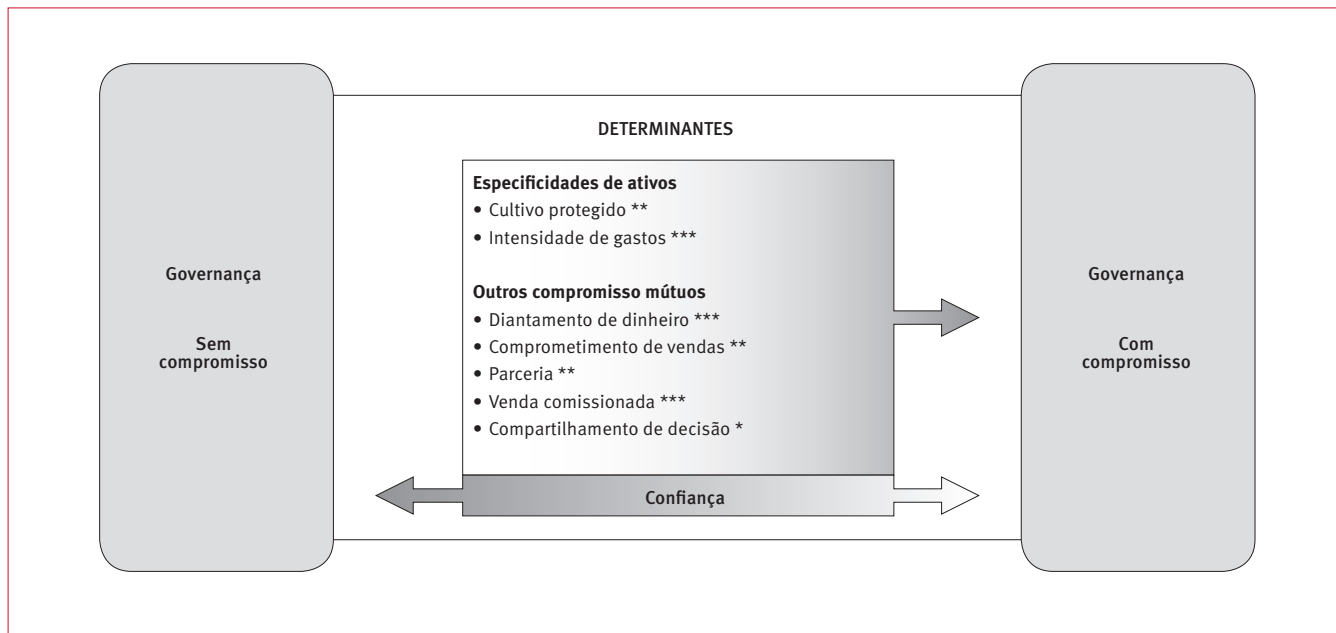 DETERMINANTES
Governança
Sem
compromisso
Especificidades de ativos
• Cultivo protegido **
• Intensidade de gastos ***
Outros compromisso mútuos
• Diantamento de dinheiro ***
• Comprometimento de vendas **
• Parceria **
• Venda comissionada ***
• Compartilhamento de decisão *
Confiança
Governança
Com
compromisso